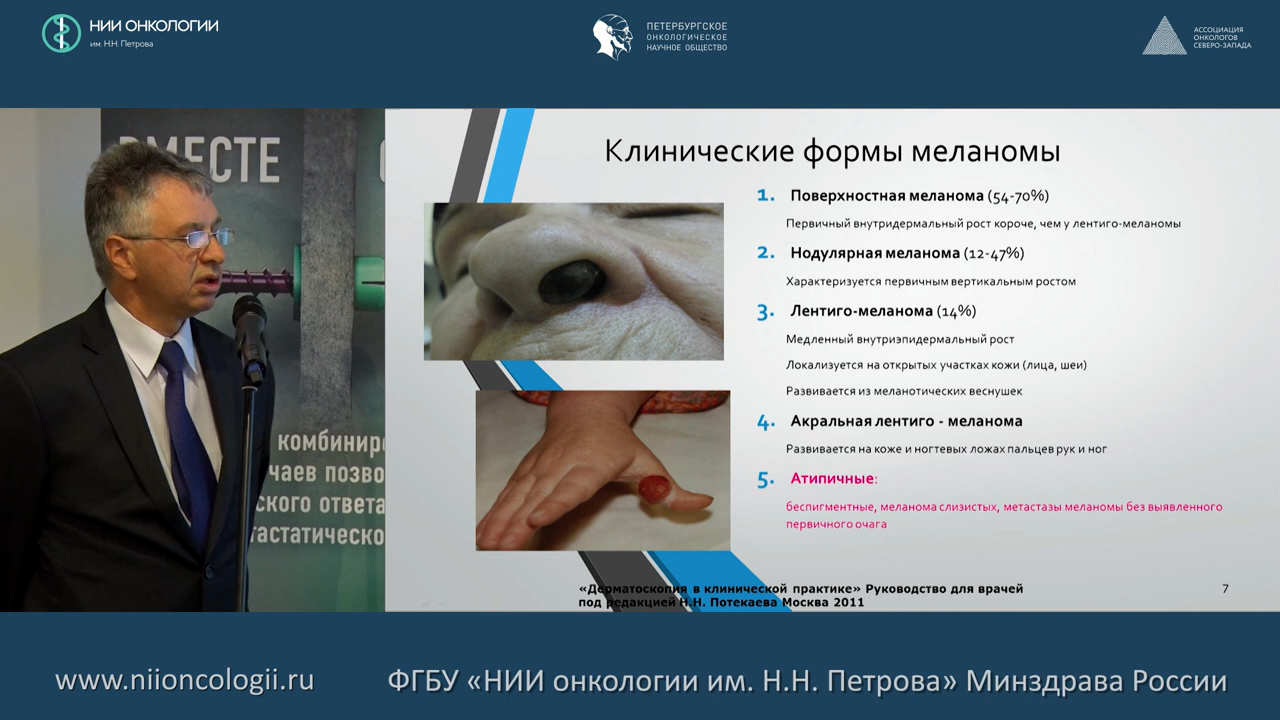 НИИ ОНКОЛОГИИ
им. Н.Н. Петрова
ПЕТЕРБУРГСКОЕ
ОНКОЛОГИЧЕСКОЕ
НАУЧНОЕ ОБЩЕСТВО
АССОЦИАЦИЯ
ОНКОЛОГОВ
СЕВЕРО-ЗАПАДА
ВМЕСТЕ
комбинир
чаев позво
ского ответа
тастатическо
Клинические формы меланомы
1. Поверхностная меланома (54-70%)
Первичный внутридермальный рост короче, чем у лентиго-меланомы
2. Нодулярная меланома (12-47%)
Характеризуется первичным вертикальным ростом
3. Лентиго-меланома (14%)
Медленный внутриэпидермальный рост
Локализуется на открытых участках кожи (лица, шеи)
Развивается из меланотических веснушек
4. Акральная лентиго - меланома
Развивается на коже и ногтевых ложах пальцев рук и ног
5. Атипичные:
беспигментные, меланома слизистых, метастазы меланомы без выявленного
первичного очага
«Дерматоскопия в клинической практике» Руководство для врачей
под редакцией Н.Н. Потекаева Москва 2011
7
www.niioncologii.ru
ФГБУ «НИИ онкологии им. Н.Н. Петрова» Минздрава России